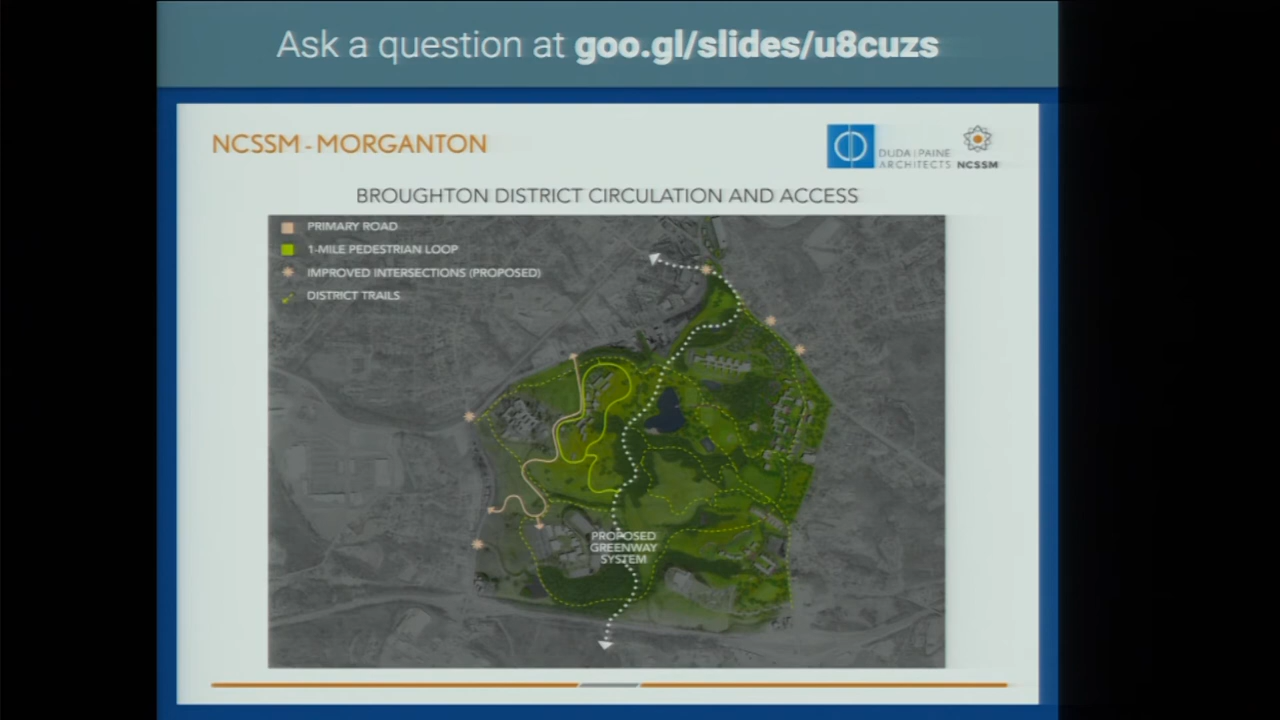 Ask a question at goo.gl/slides/u8cuzs
NCSSM - MORGANTON
DUDA | PAINE
ARCHITECTS
NCSSM
BROUGHTON DISTRICT CIRCULATION AND ACCESS
PRIMARY ROAD
1-MILE PEDESTRIAN LOOP
IMPROVED INTERSECTIONS (PROPOSED)
DISTRICT TRAILS
PROPOSED
GREENWAY
SYSTEM